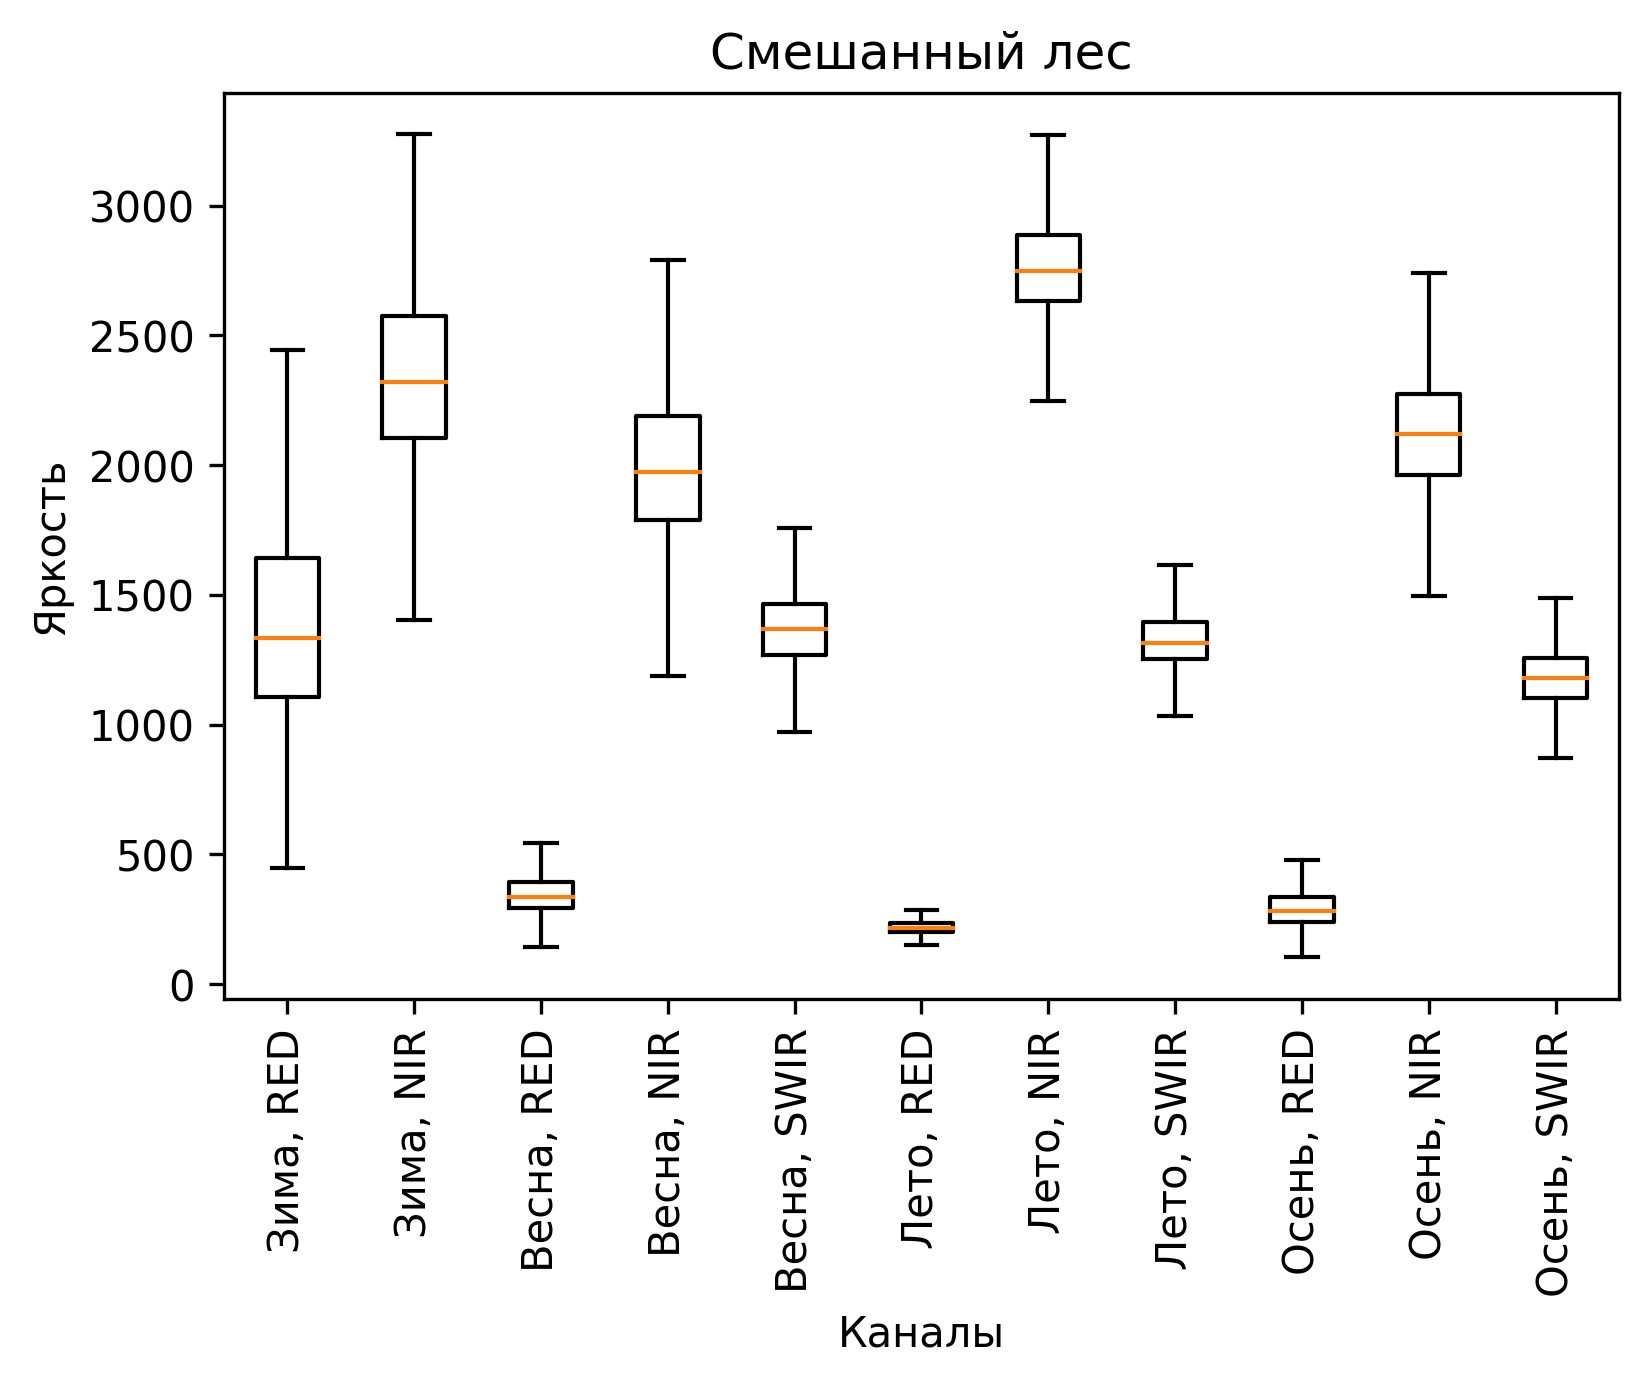 Смешанный лес
Яркость
3000
2500
2000
1500
1000
500
0
Зима, RED
Зима, NIR
Весна, RED
Весна, NIR
Весна, SWIR
Лето, RED
Лето, NIR
Лето, SWIR
Осень, RED
Осень, NIR
Осень, SWIR
Каналы